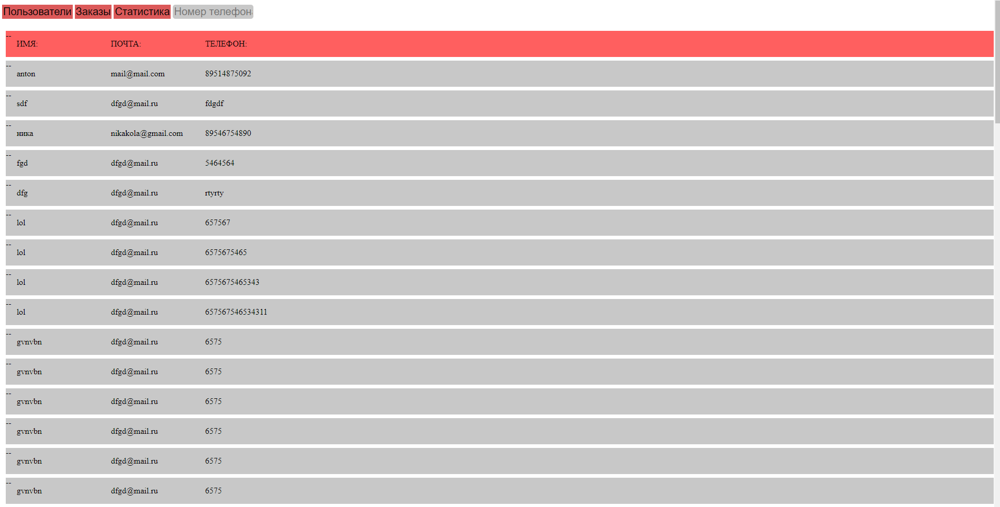 Пользователи Заказы Статистика Номер телефон
--
ИМЯ: ПОЧТА: ТЕЛЕФОН:
--
anton mail@mail.com 89514875092
--
sdf dfgd@mail.ru fdgdf
--
ника nikakola@gmail.com 89546754890
--
fgd dfgd@mail.ru 5464564
--
dfg dfgd@mail.ru rtyrty
--
lol dfgd@mail.ru 657567
--
lol dfgd@mail.ru 6575675465
--
lol dfgd@mail.ru 6575675465343
--
lol dfgd@mail.ru 657567546534311
--
gvnvbn dfgd@mail.ru 6575
--
gvnvbn dfgd@mail.ru 6575
--
gvnvbn dfgd@mail.ru 6575
--
gvnvbn dfgd@mail.ru 6575
--
gvnvbn dfgd@mail.ru 6575
--
gvnvbn dfgd@mail.ru 6575